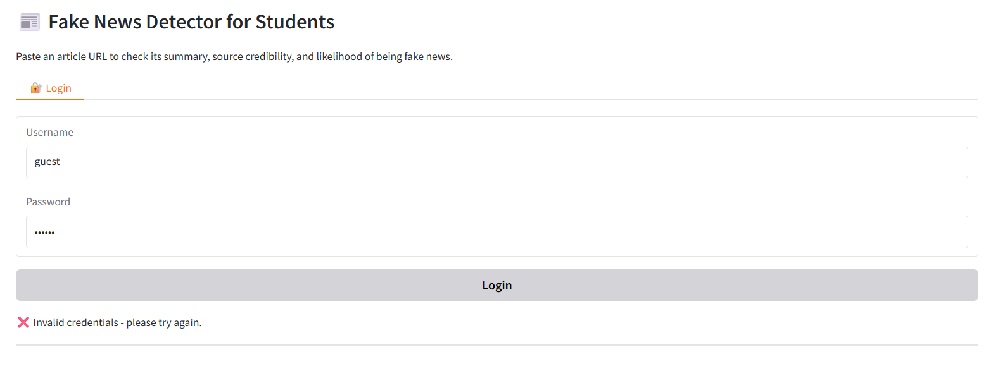 Fake News Detector for Students
Paste an article URL to check its summary, source credibility, and likelihood of being fake news.
Login
Username
guest
Password
••••••
Login
Invalid credentials - please try again.